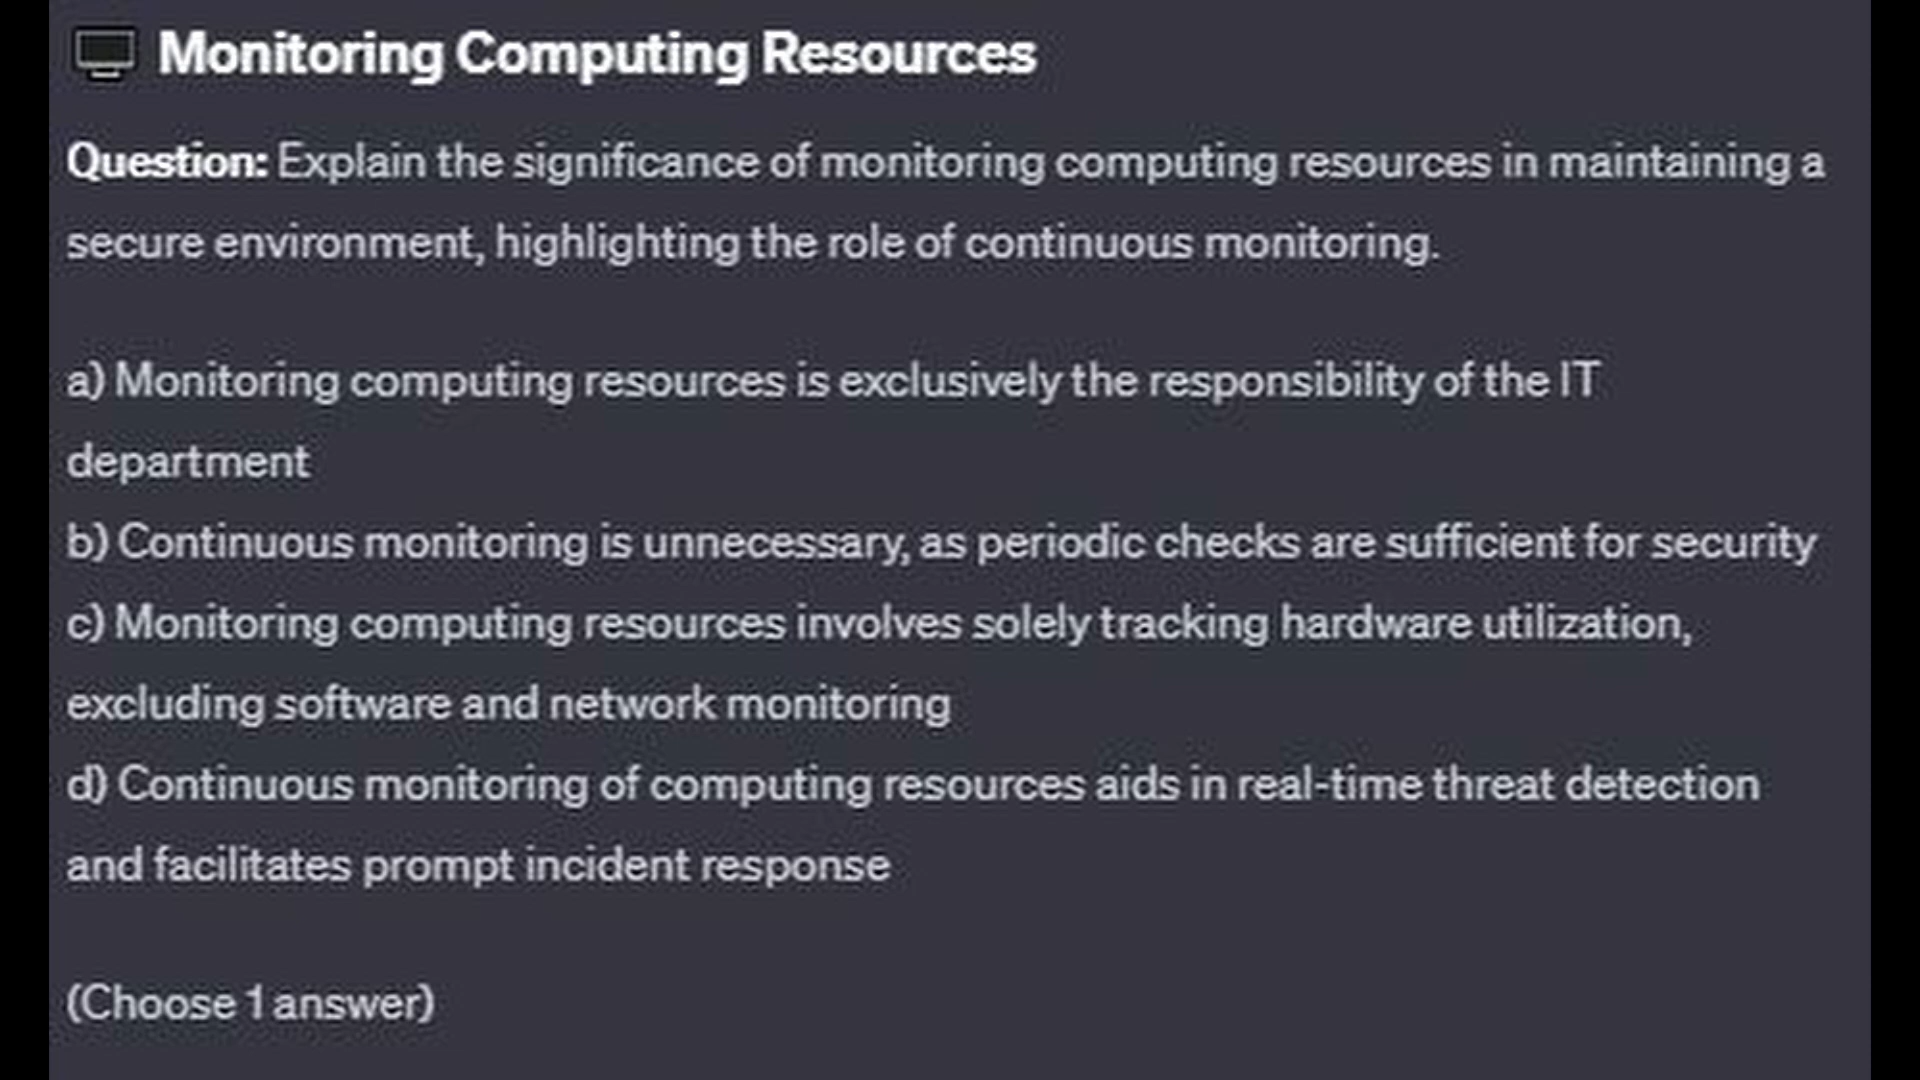 Monitoring Computing Resources
Question: Explain the significance of monitoring computing resources in maintaining a
secure environment, highlighting the role of continuous monitoring.
a) Monitoring computing resources is exclusively the responsibility of the IT
department
b) Continuous monitoring is unnecessary, as periodic checks are sufficient for security
c) Monitoring computing resources involves solely tracking hardware utilization,
excluding software and network monitoring
d) Continuous monitoring of computing resources aids in real-time threat detection
and facilitates prompt incident response
(Choose 1 answer)